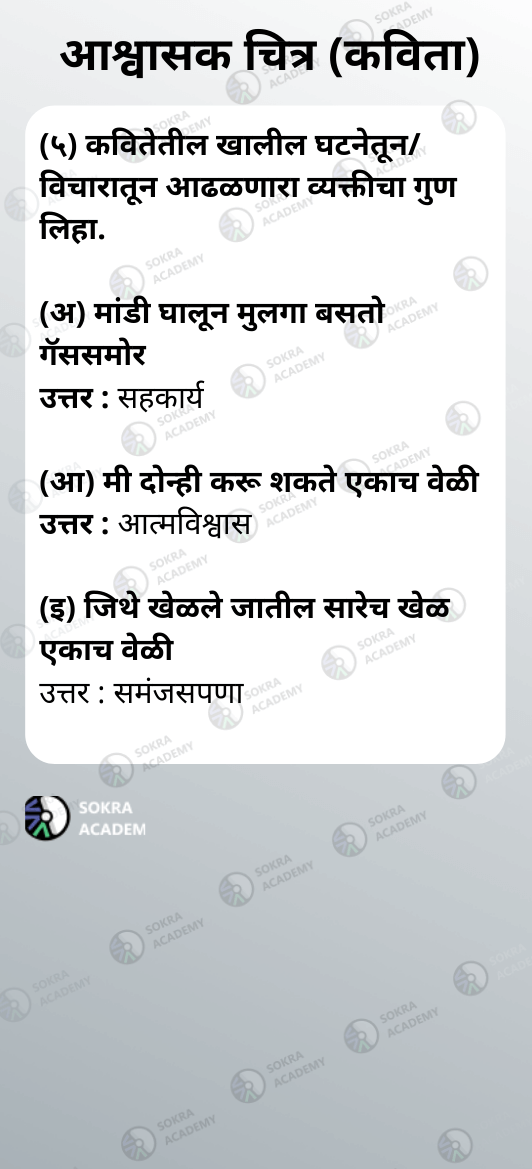 आश्वासक चित्र (कविता)
(५) कवितेतील खालील घटनेतून/
विचारातून आढळणारा व्यक्तीचा गुण
लिहा.
(अ) मांडी घालून मुलगा बसतो
गॅससमोर
उत्तर : सहकार्य
(आ) मी दोन्ही करू शकते एकाच वेळी
उत्तर : आत्मविश्वास
(इ) जिथे खेळले जातील सारेच खेळ
एकाच वेळी
उत्तर : समंजसपणा
SOKRA
ACADEM